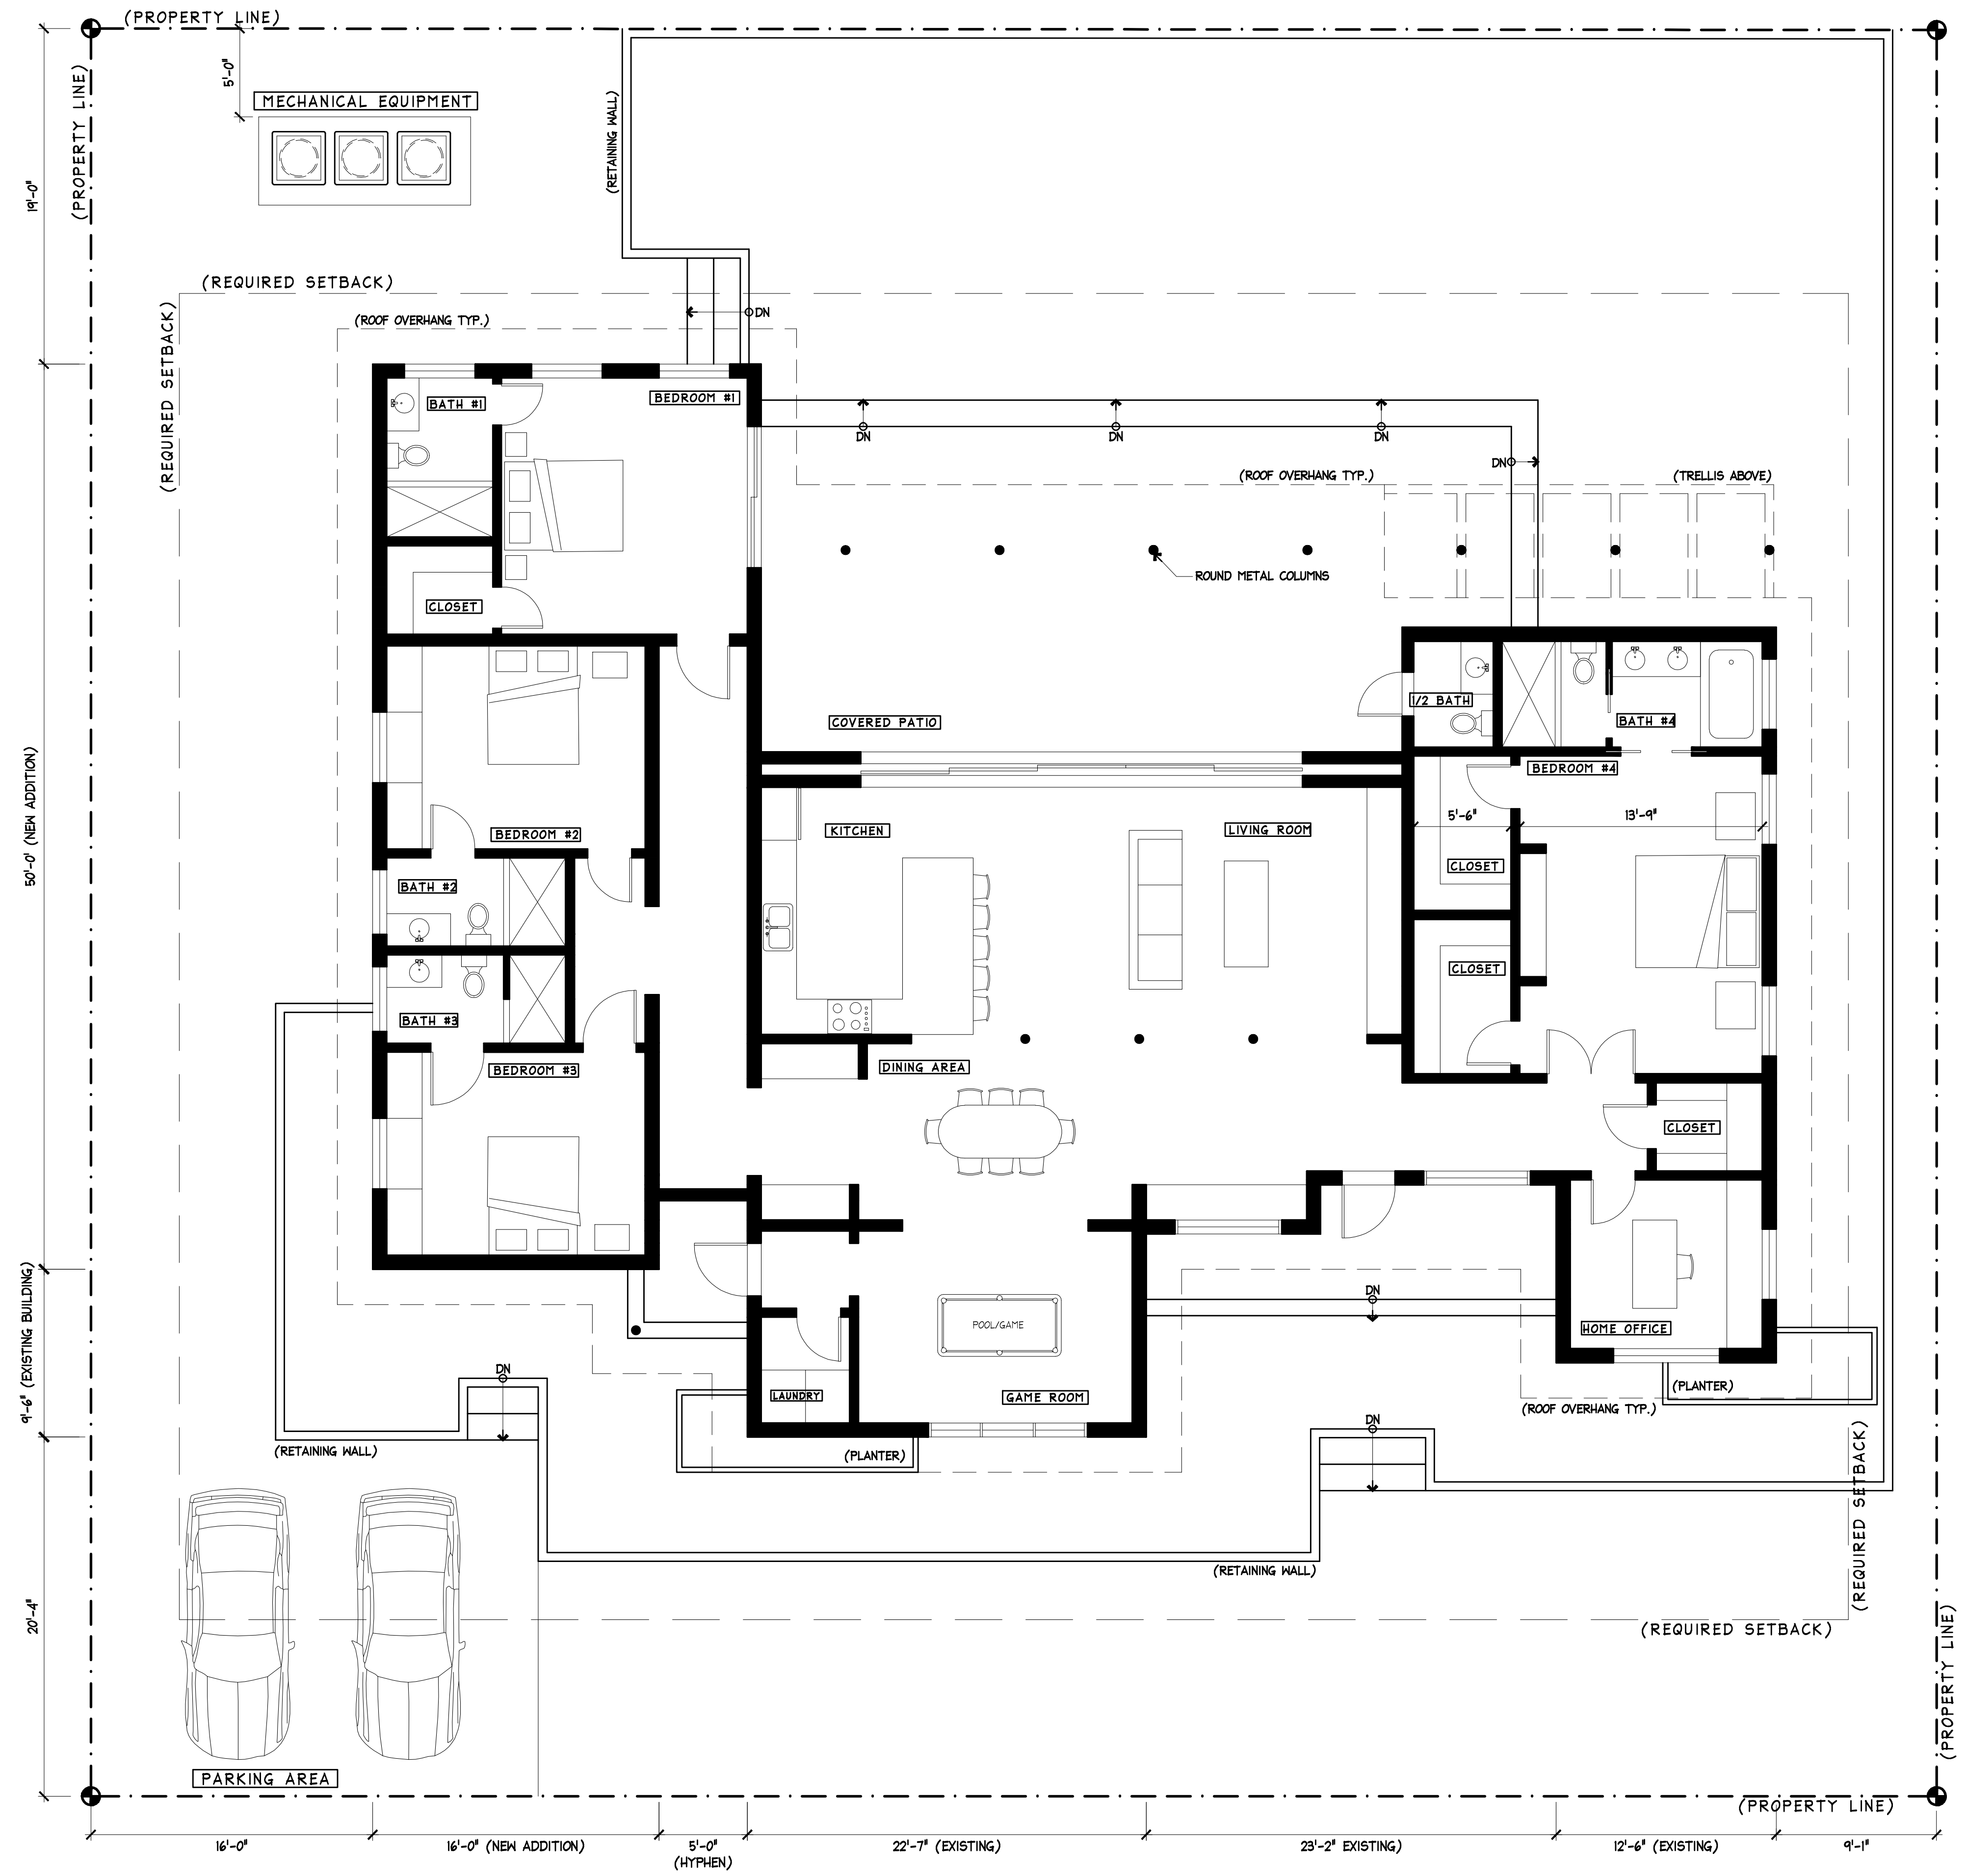 (PROPERTY LINE)
(PROPERTY LINE)
5'-0"
MECHANICAL EQUIPMENT
(RETAINING WALL)
19'-0"
(REQUIRED SETBACK)
(REQUIRED SETBACK)
(ROOF OVERHANG TYP.)
DN
BATH #1
BEDROOM #1
DN
DN
DN
DN
(ROOF OVERHANG TYP.)
(TRELLIS ABOVE)
ROUND METAL COLUMNS
CLOSET
1/2 BATH
BATH #4
COVERED PATIO
BEDROOM #4
50'-0' (NEW ADDITION)
BEDROOM #2
KITCHEN
LIVING ROOM
5'-6"
13'-9"
CLOSET
BATH #2
CLOSET
BATH #3
BEDROOM #3
DINING AREA
CLOSET
9'-6" (EXISTING BUILDING)
DN
POOL/GAME
HOME OFFICE
DN
LAUNDRY
GAME ROOM
(PLANTER)
(ROOF OVERHANG TYP.)
DN
(RETAINING WALL)
(PLANTER)
(REQUIRED SETBACK)
(RETAINING WALL)
20'-4"
(REQUIRED SETBACK)
(PROPERTY LINE)
PARKING AREA
(PROPERTY LINE)
16'-0"
16'-0" (NEW ADDITION)
5'-0"
(HYPHEN)
22'-7" (EXISTING)
23'-2" EXISTING)
12'-6" (EXISTING)
9'-1"